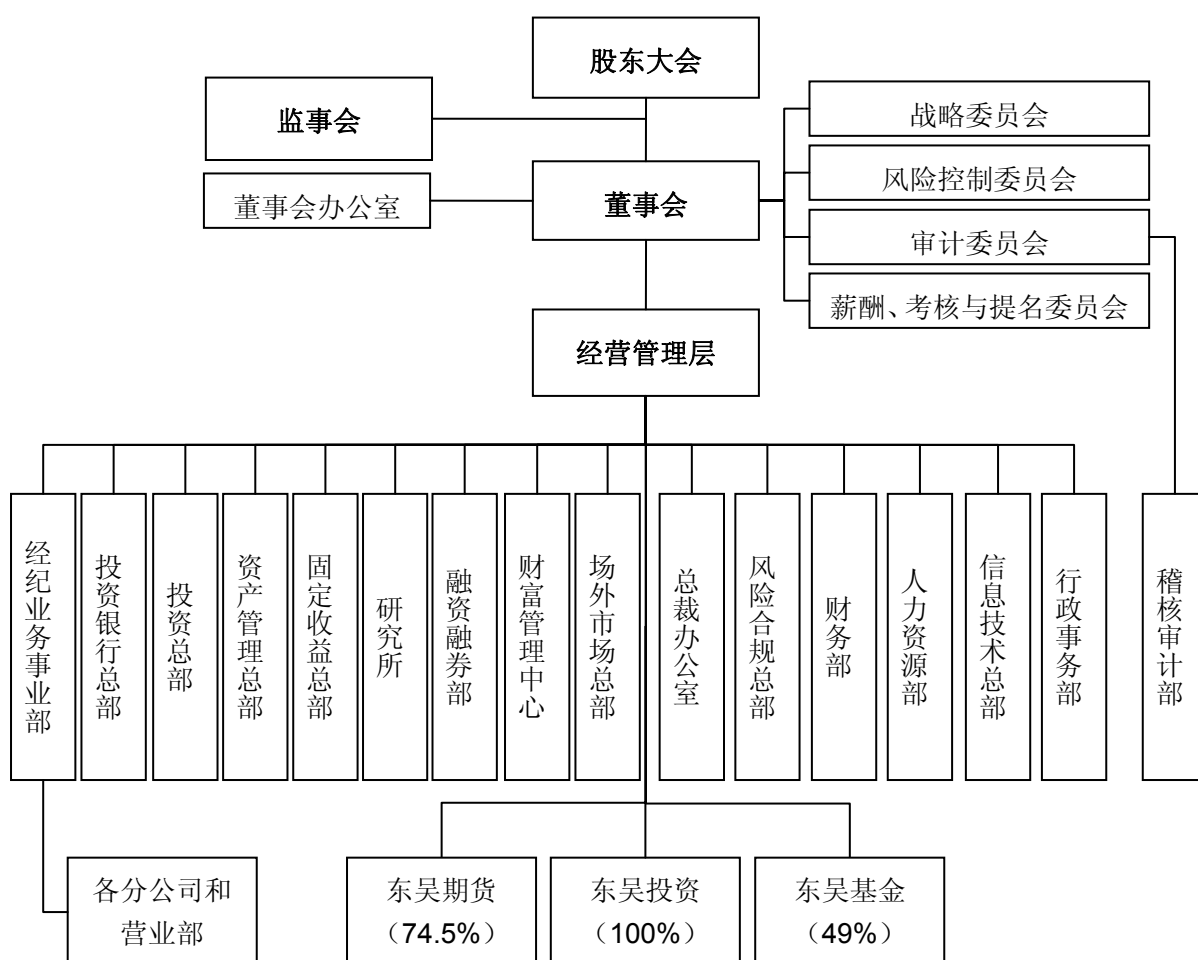 股东大会
监事会
战略委员会
风险控制委员会
董事会办公室
董事会
审计委员会
薪酬、考核与提名委员会
经营管理层
经纪业务事业部
投资银行总部
投资总部
资产管理总部
固定收益总部
研究所
融资融券部
财富管理中心
场外市场总部
总裁办公室
风险合规总部
财务部
人力资源部
信息技术总部
行政事务部
稽核审计部
各分公司和
营业部
东吴期货
（74.5%）
东吴投资
（100%）
东吴基金
（49%）